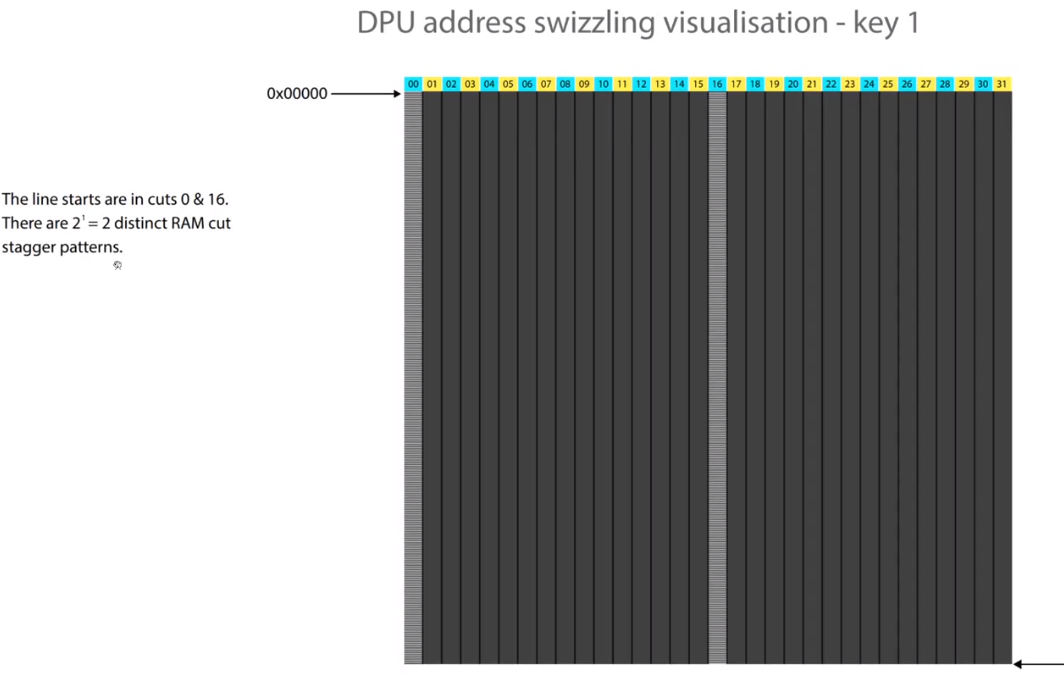 DPU address swizzling visualisation - key 1
00 01 02 03 04 05 06 07 08 09 10 11 12 13 14 15 16 17 18 19 20 21 22 23 24 25 26 27 28 29 30 31
0x00000
The line starts are in cuts 0 & 16.
There are 2¹ = 2 distinct RAM cut
stagger patterns.